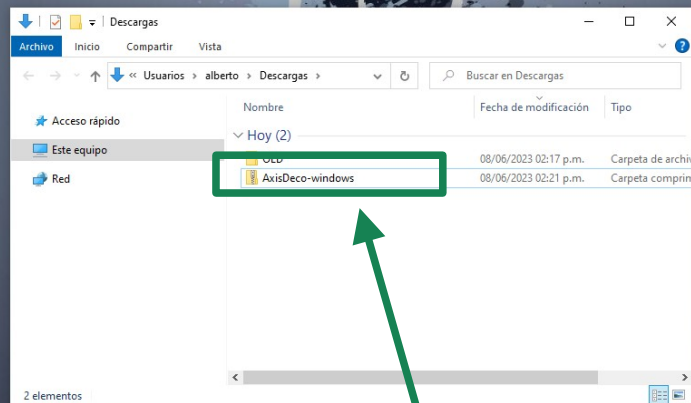 Descargas
Archivo Inicio Compartir Vista
« Usuarios > alberto > Descargas >
Buscar en Descargas
Nombre Fecha de modificación Tipo
Acceso rápido
Hoy (2)
Este equipo
OLD 08/06/2023 02:17 p.m. Carpeta de archiv
Red
AxisDeco-windows 08/06/2023 02:21 p.m. Carpeta comprim
2 elementos